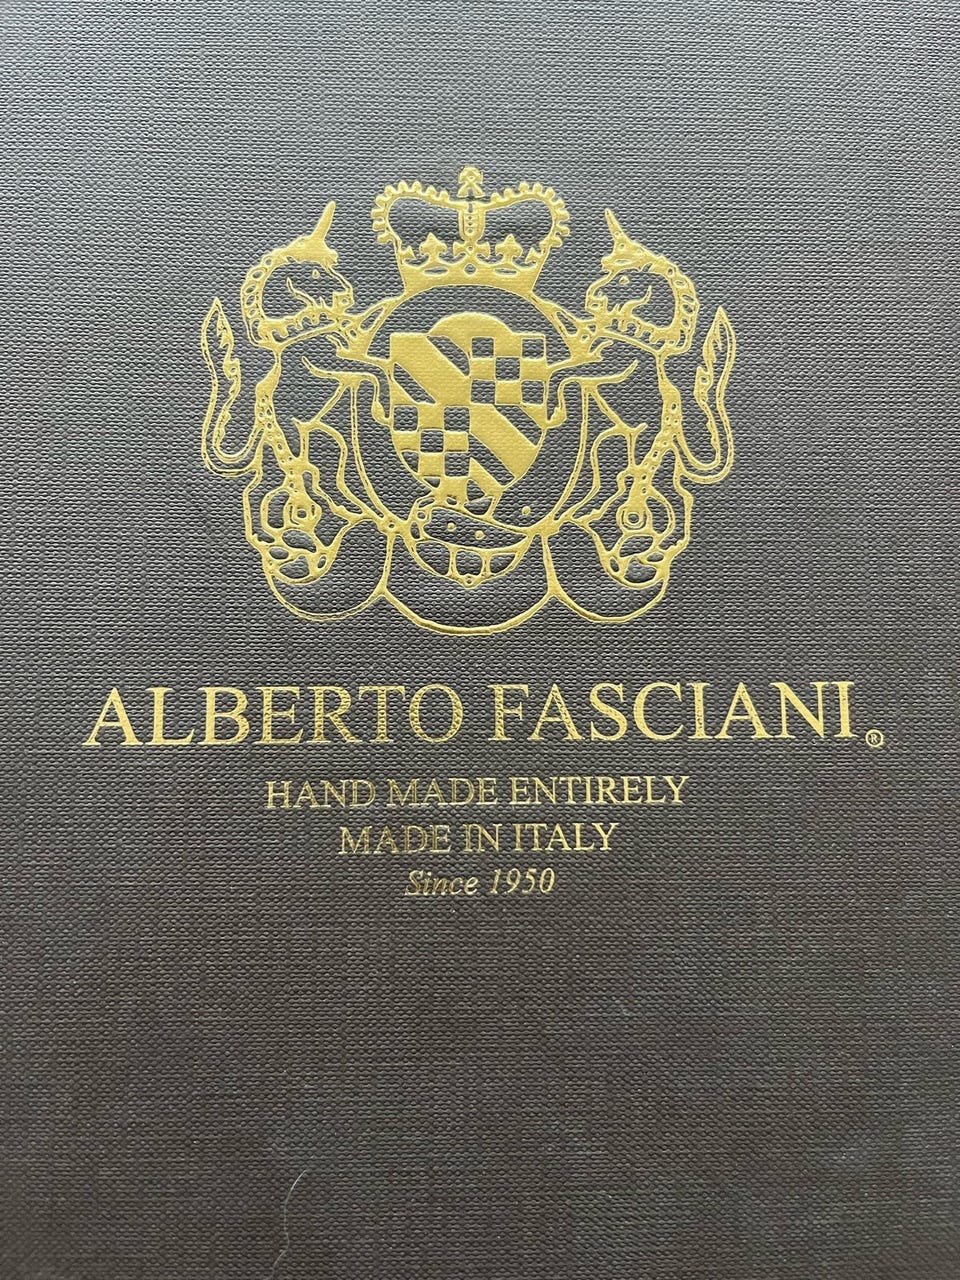 ALBERTO FASCIANI®
HAND MADE ENTIRELY
MADE IN ITALY
Since 1950